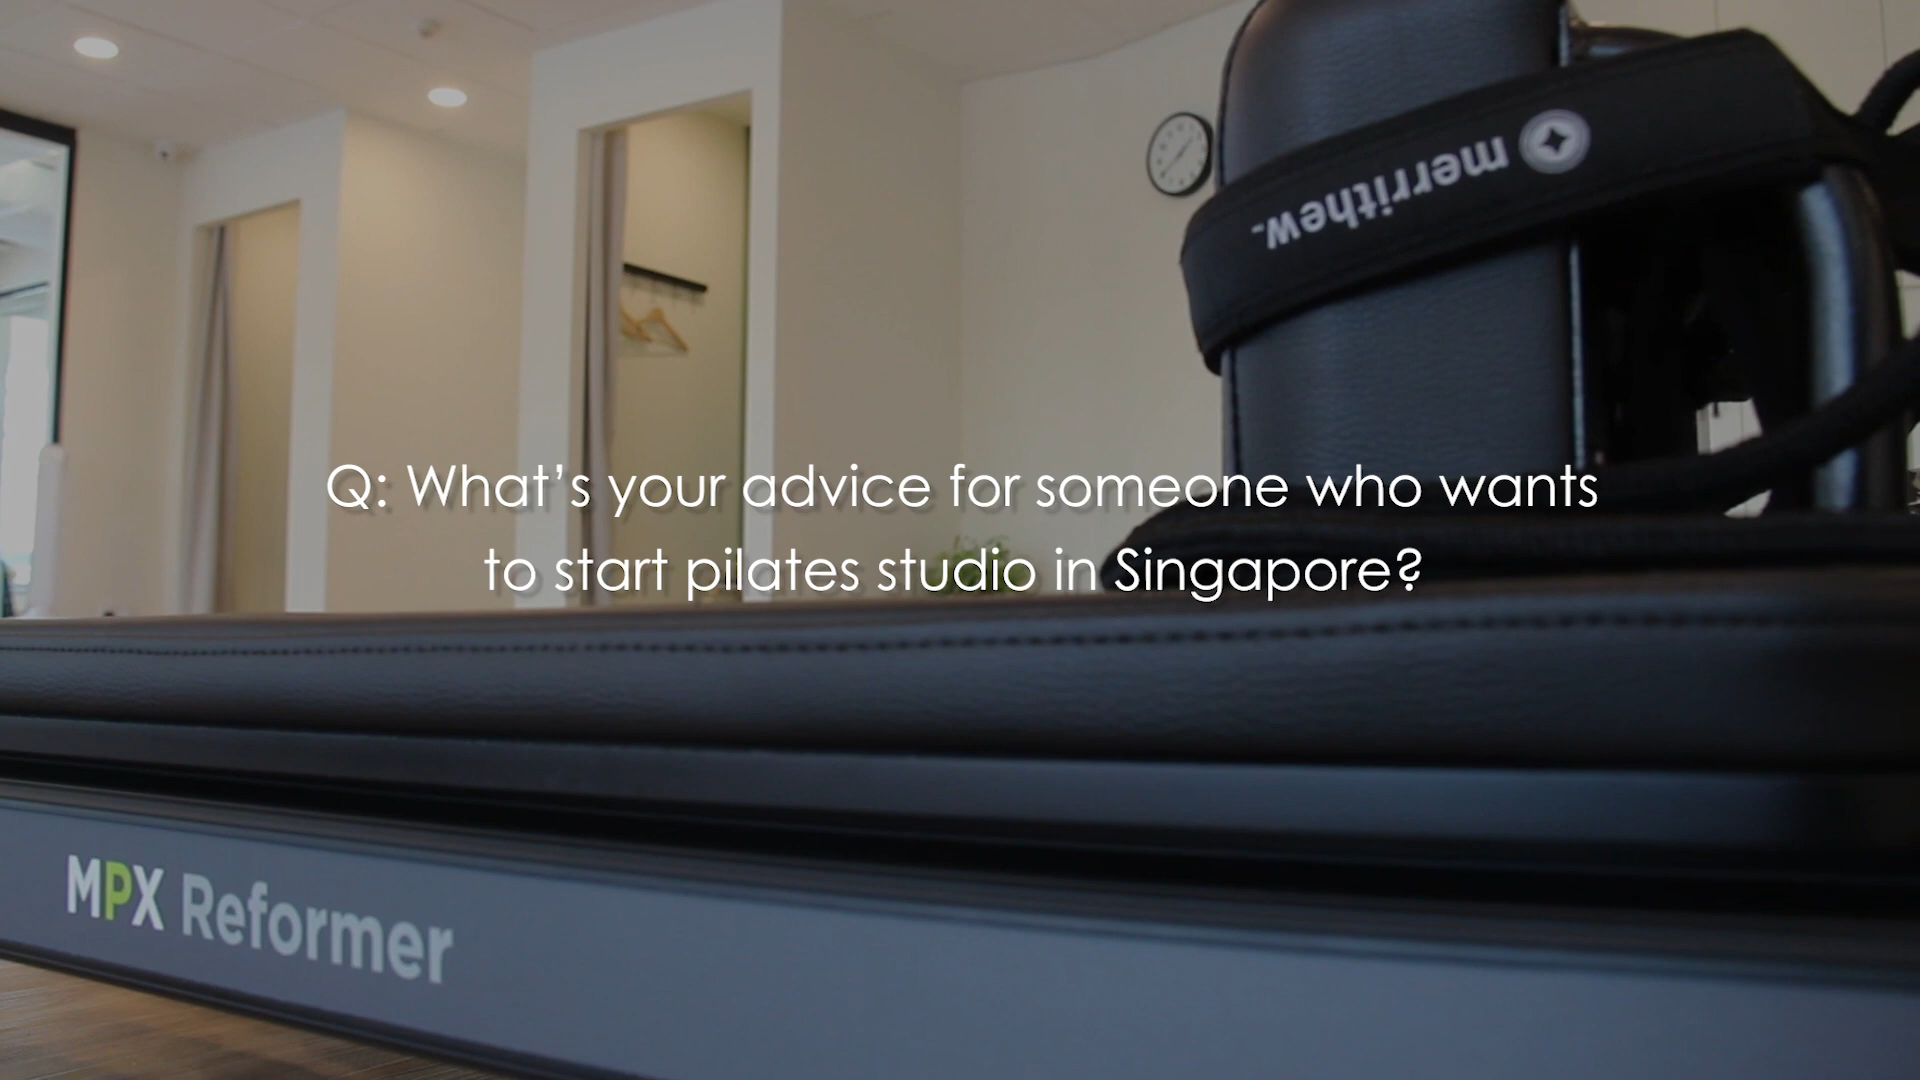 merrithew
Q: What's your advice for someone who wants
to start pilates studio in Singapore?
MPX Reformer